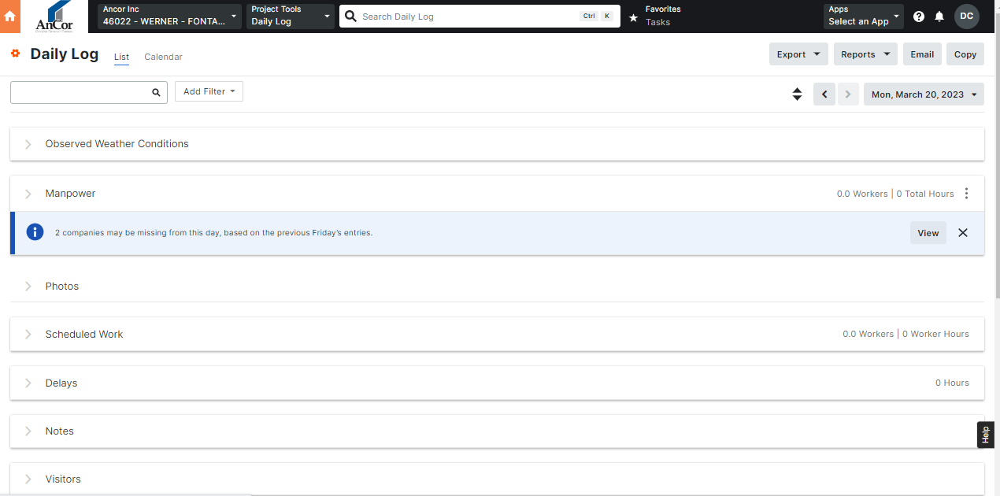 AnCor
Ancor Inc
46022 - WERNER - FONTA...
Project Tools
Daily Log
Search Daily Log
Ctrl K
Favorites
Tasks
Apps
Select an App
DC
Daily Log
List
Calendar
Export
Reports
Email
Copy
Add Filter
Mon, March 20, 2023
Observed Weather Conditions
Manpower
0.0 Workers | 0 Total Hours
2 companies may be missing from this day, based on the previous Friday's entries.
View
Photos
Scheduled Work
0.0 Workers | 0 Worker Hours
Delays
0 Hours
Notes
Help
Visitors